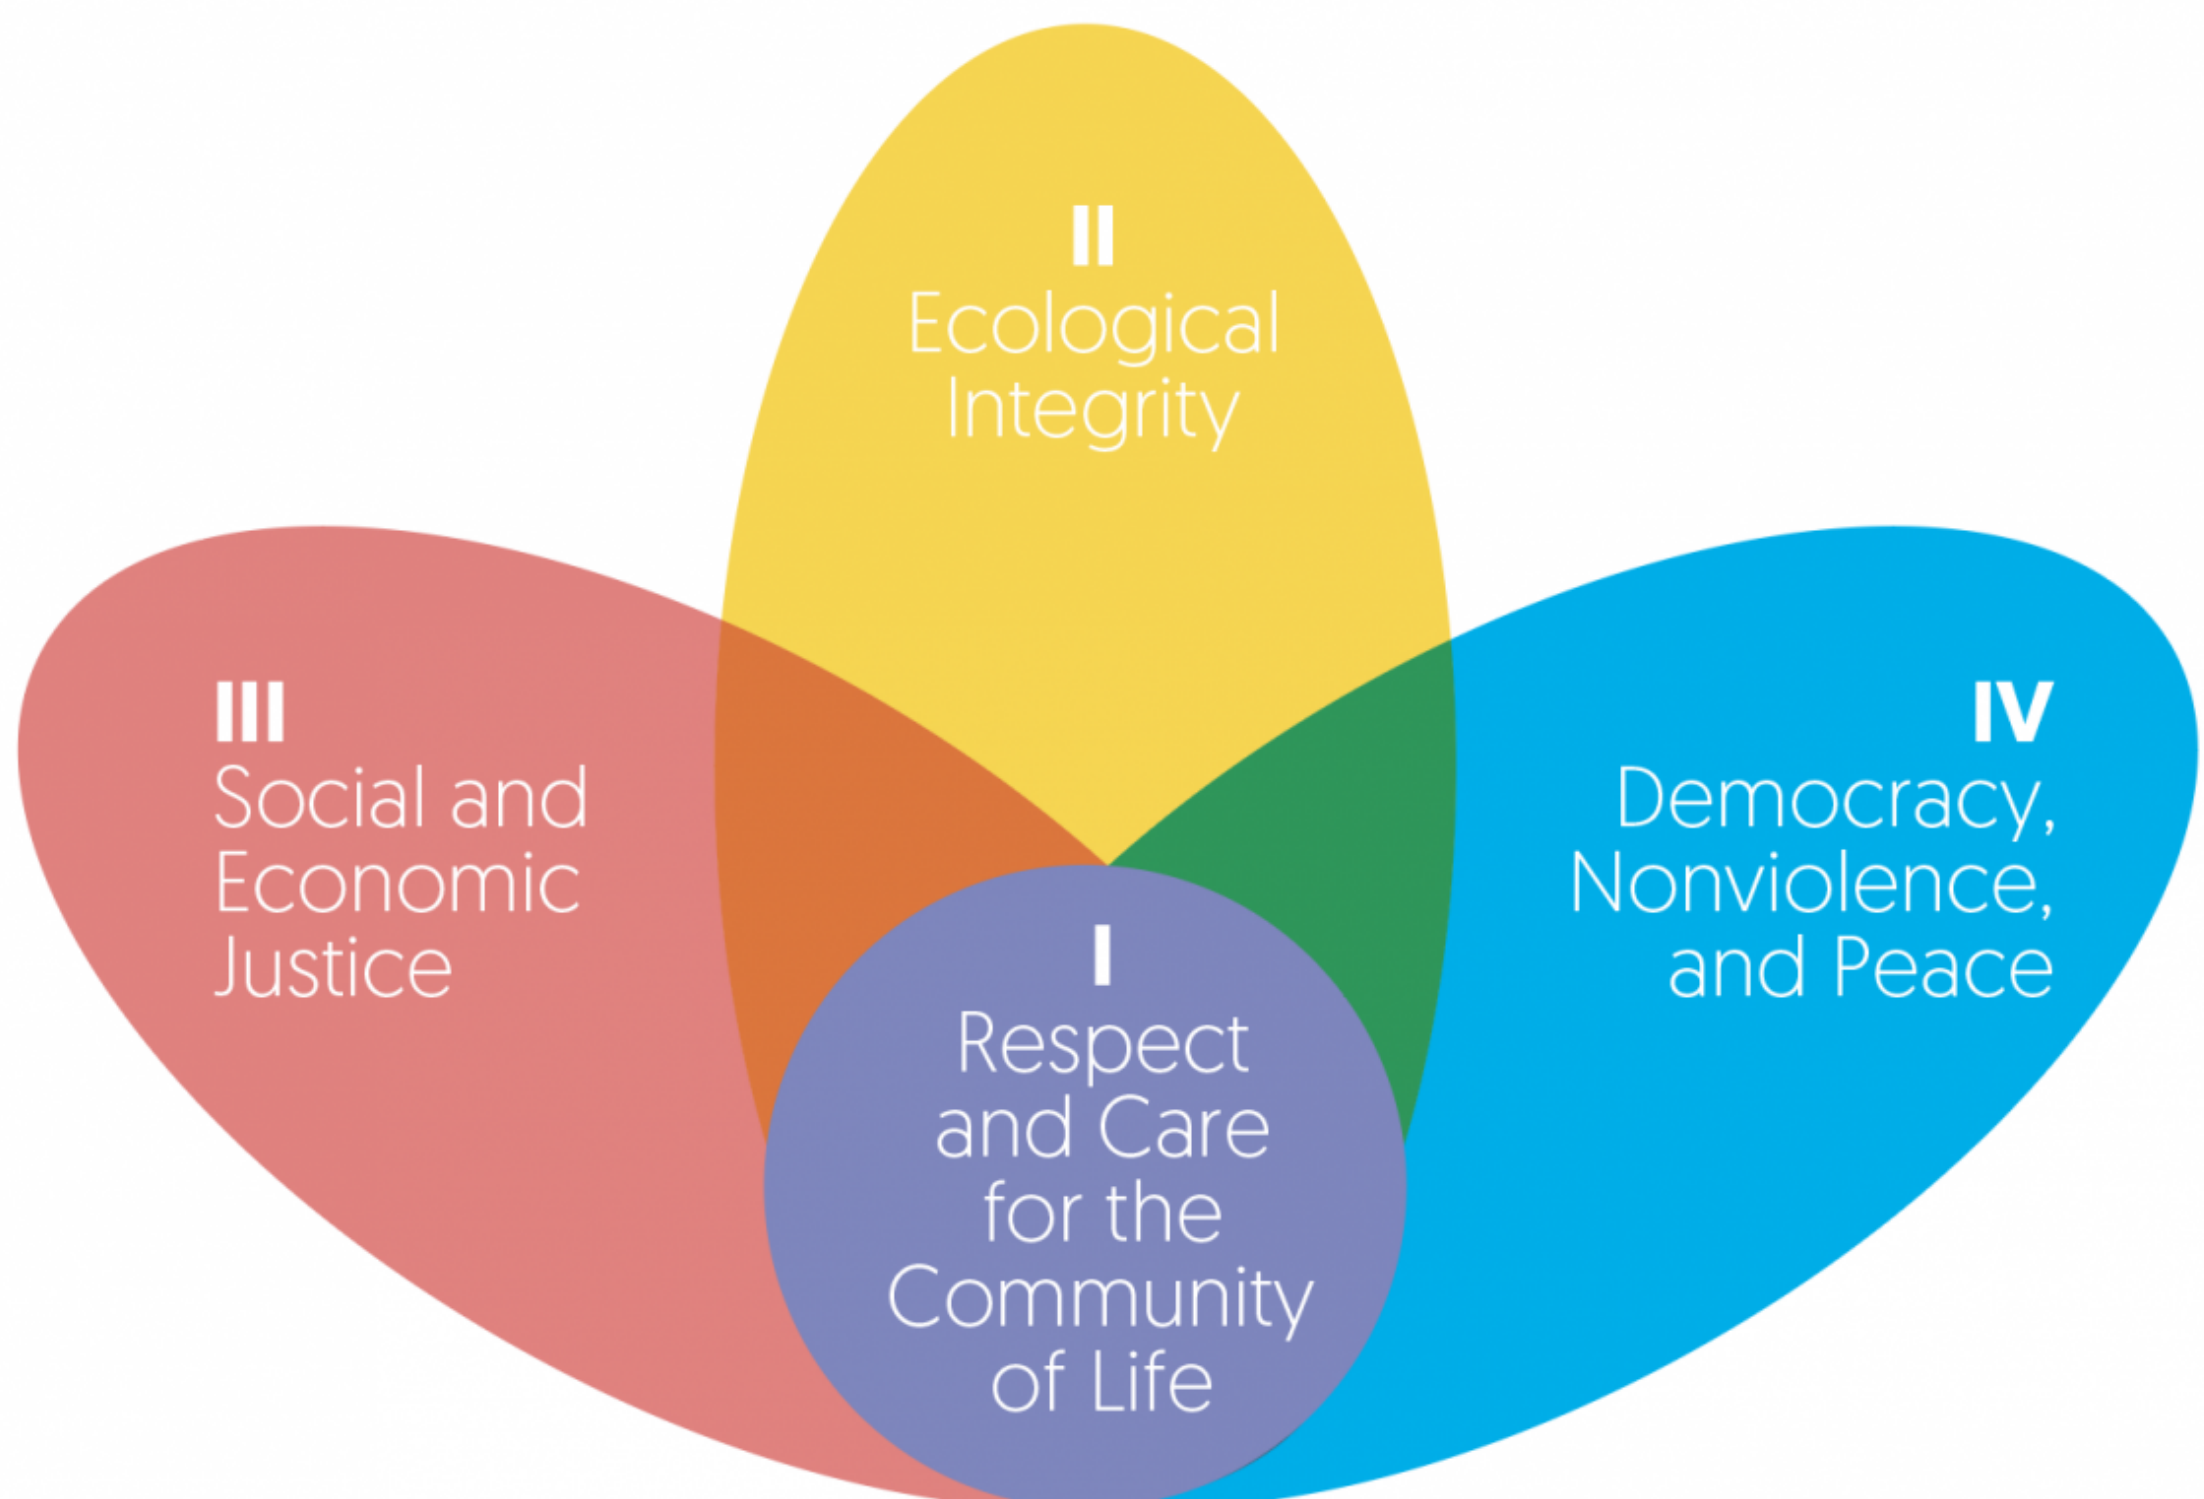 II
Ecological
Integrity
III
Social and
Economic
Justice
IV
Democracy,
Nonviolence,
and Peace
I
Respect
and Care
for the
Community
of Life